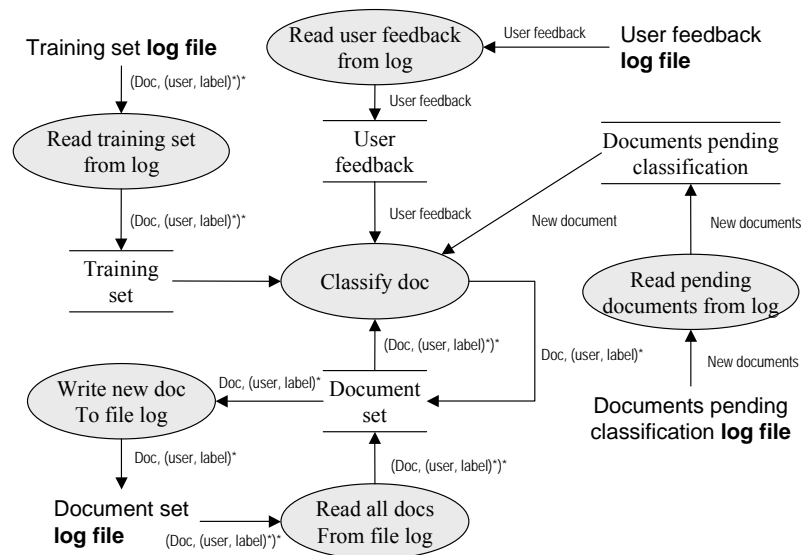 Training set log file
(Doc, (user, label)*)*
Read training set
from log
(Doc, (user, label)*)*
Training
set
Read user feedback
from log
User feedback
User feedback
log file
User feedback
User
feedback
User feedback
Documents pending
classification
New document
New documents
Read pending
documents from log
New documents
Documents pending
classification log file
Classify doc
(Doc, (user, label)*)*
Doc, (user, label)*
Document
set
Doc, (user, label)*
Write new doc
To file log
Doc, (user, label)*
Document set
log file
(Doc, (user, label)*)*
Read all docs
From file log
(Doc, (user, label)*)*